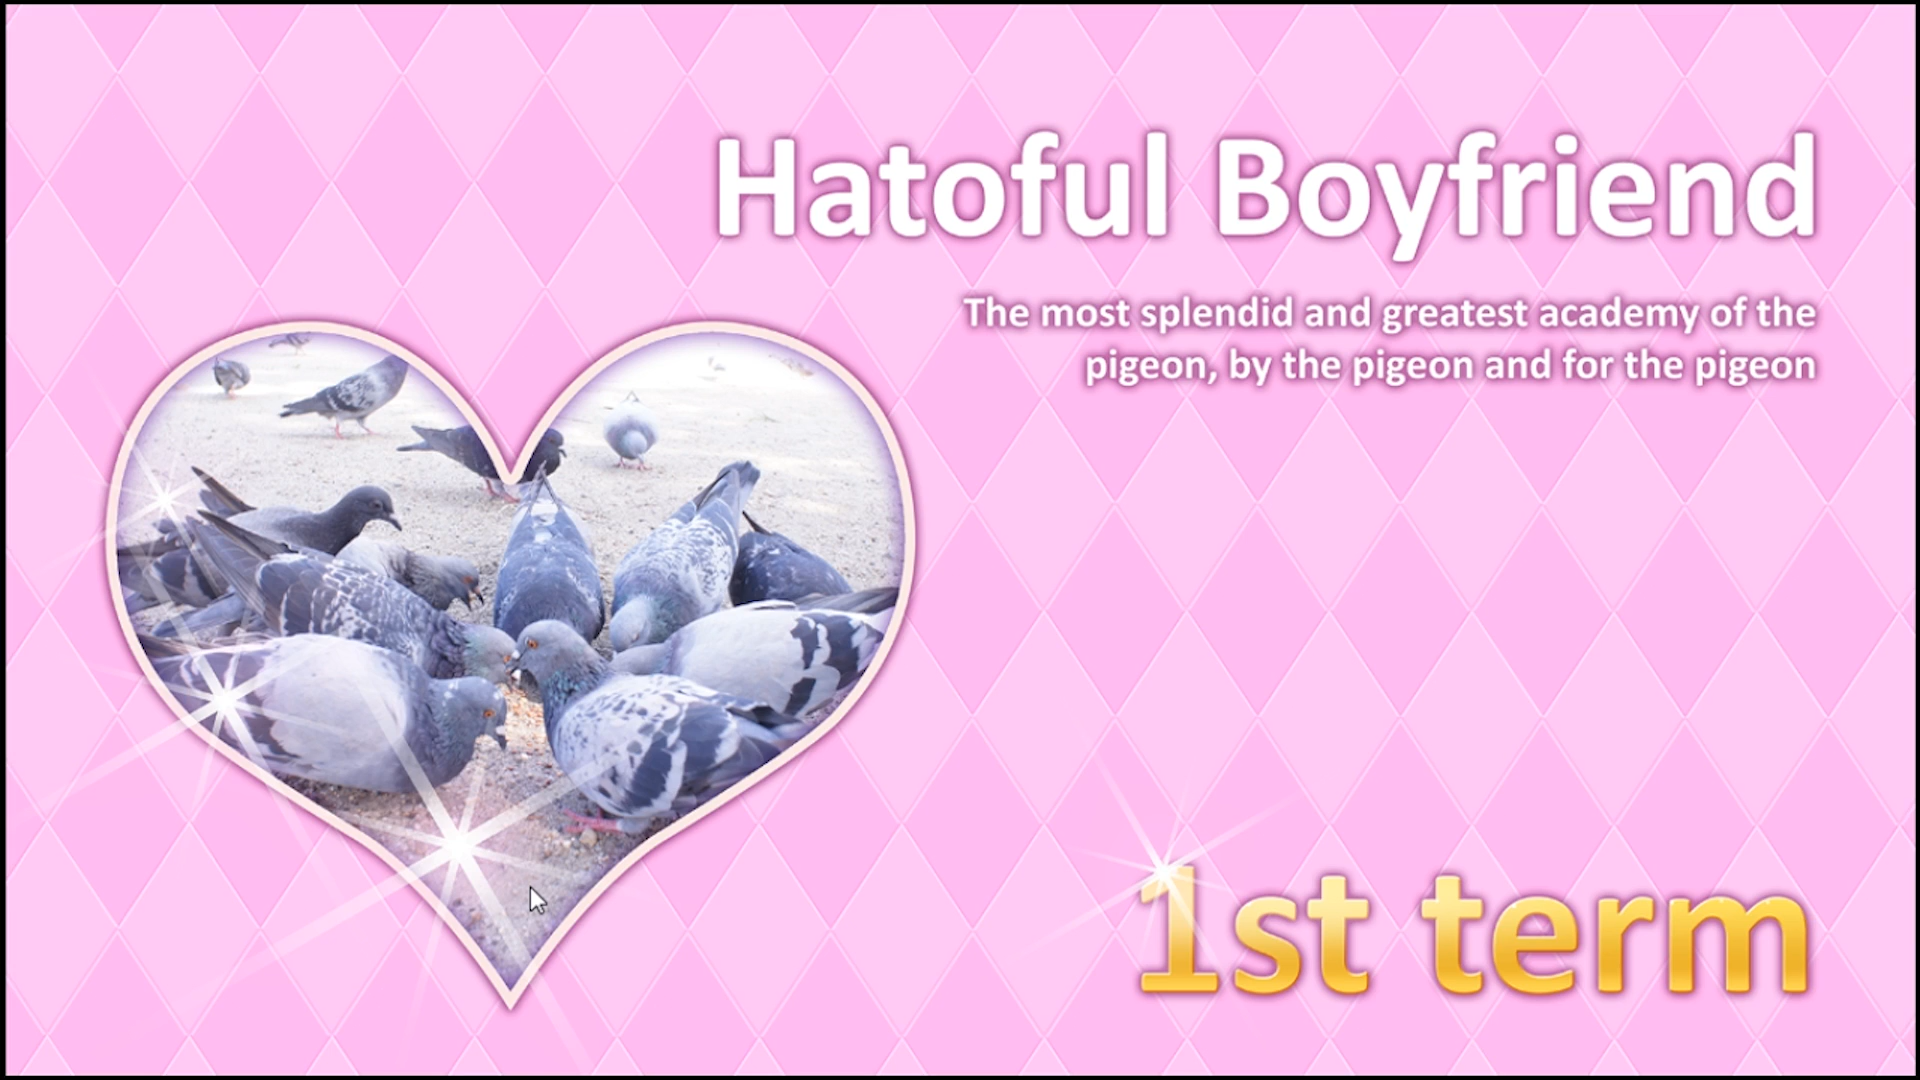 Hatoful Boyfriend
The most splendid and greatest academy of the
pigeon, by the pigeon and for the pigeon
1st term